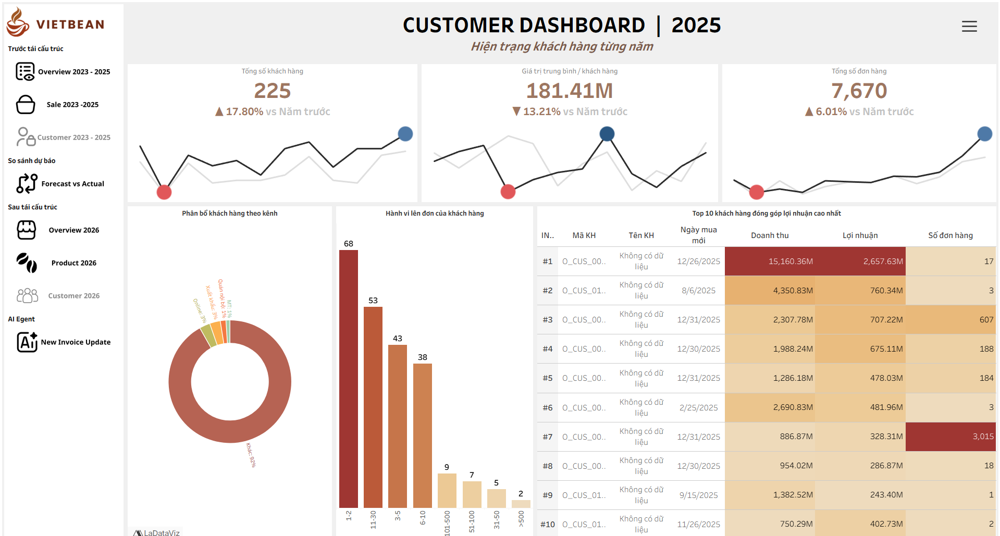 VIETBEAN
Trước tái cấu trúc
Overview 2023 - 2025
Sale 2023 -2025
Customer 2023 - 2025
So sánh dự báo
Forecast vs Actual
Sau tái cấu trúc
Overview 2026
Product 2026
Customer 2026
AI Egent
New Invoice Update
CUSTOMER DASHBOARD | 2025
Hiện trạng khách hàng từng năm
Tổng số khách hàng
225
▲ 17.80% vs Năm trước
Giá trị trung bình / khách hàng
181.41M
▼ 13.21% vs Năm trước
Tổng số đơn hàng
7,670
▲ 6.01% vs Năm trước
Phân bổ khách hàng theo kênh
Online: 3%
Xuất khẩu: 3%
Quán nội bộ: 1%
MT: 1%
Khác: 92%
LaDataViz
Hành vi lên đơn của khách hàng
68
53
43
38
9
7
5
2
1-2
11-30
3-5
6-10
101-500
51-100
31-50
>500
Top 10 khách hàng đóng góp lợi nhuận cao nhất
IN.. Mã KH Tên KH Ngày mua mới Doanh thu Lợi nhuận Số đơn hàng
#1 O_CUS_00.. Không có dữ liệu 12/26/2025 15,160.36M 2,657.63M 17
#2 O_CUS_01.. Không có dữ liệu 8/6/2025 4,350.83M 760.34M 3
#3 O_CUS_00.. Không có dữ liệu 12/31/2025 2,307.78M 707.22M 607
#4 O_CUS_00.. Không có dữ liệu 12/30/2025 1,988.24M 675.11M 188
#5 O_CUS_00.. Không có dữ liệu 12/31/2025 1,286.18M 478.03M 184
#6 O_CUS_00.. Không có dữ liệu 2/25/2025 2,690.83M 481.96M 3
#7 O_CUS_00.. Không có dữ liệu 12/31/2025 886.87M 328.31M 3,015
#8 O_CUS_00.. Không có dữ liệu 12/30/2025 954.02M 286.87M 18
#9 O_CUS_01.. Không có dữ liệu 9/15/2025 1,382.52M 243.40M 1
#10 O_CUS_01.. Không có dữ liệu 11/26/2025 750.29M 402.73M 2